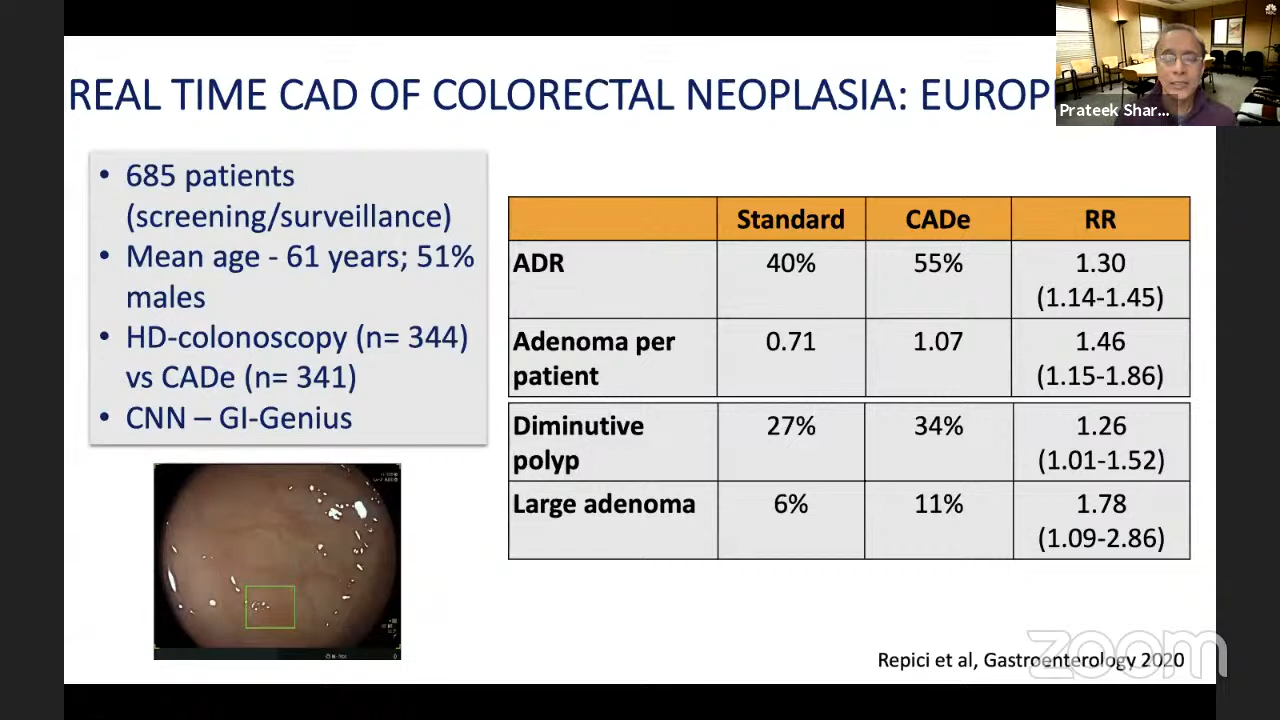 REAL TIME CAD OF COLORECTAL NEOPLASIA: EUROP
Prateek Shar...
• 685 patients
(screening/surveillance)
• Mean age - 61 years; 51%
males
• HD-colonoscopy (n= 344)
vs CADe (n= 341)
• CNN – GI-Genius
Standard CADe RR
ADR 40% 55% 1.30
(1.14-1.45)
Adenoma per 0.71 1.07 1.46
patient (1.15-1.86)
Diminutive 27% 34% 1.26
polyp (1.01-1.52)
Large adenoma 6% 11% 1.78
(1.09-2.86)
Repici et al, Gastroenterology 2020
zoom